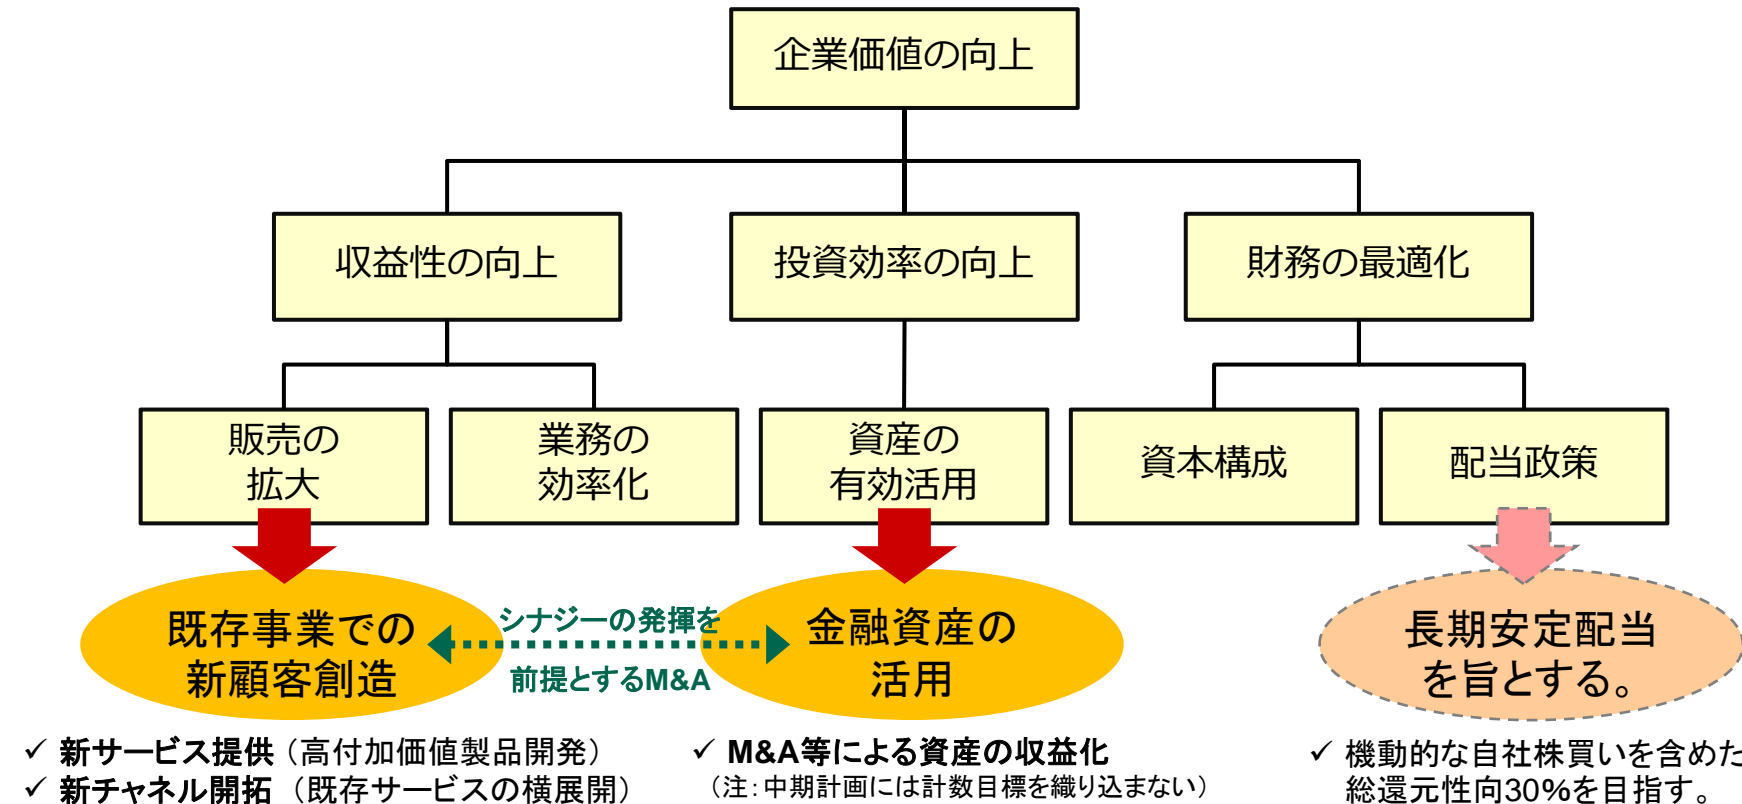 企業価値の向上
収益性の向上
投資効率の向上
財務の最適化
販売の
拡大
業務の
効率化
資産の
有効活用
資本構成
配当政策
既存事業での
新顧客創造
シナジーの発揮を
前提とするM&A
金融資産の
活用
長期安定配当
を旨とする。
✓ 新サービス提供（高付加価値製品開発）
✓ 新チャネル開拓（既存サービスの横展開）
✓ M&A等による資産の収益化
（注：中期計画には計数目標を織り込まない）
✓ 機動的な自社株買いを含めた
総還元性向30%を目指す。